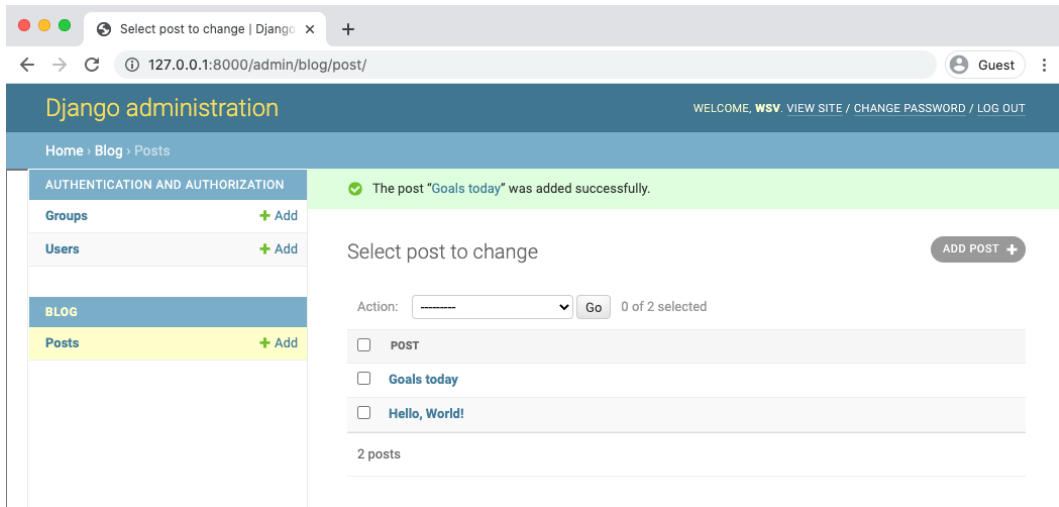 Select post to change | Django
127.0.0.1:8000/admin/blog/post/
Guest
Django administration
WELCOME, WSV. VIEW SITE / CHANGE PASSWORD / LOG OUT
Home › Blog › Posts
AUTHENTICATION AND AUTHORIZATION
Groups + Add
Users + Add
BLOG
Posts + Add
The post “Goals today” was added successfully.
Select post to change
ADD POST +
Action: --------- Go 0 of 2 selected
POST
Goals today
Hello, World!
2 posts